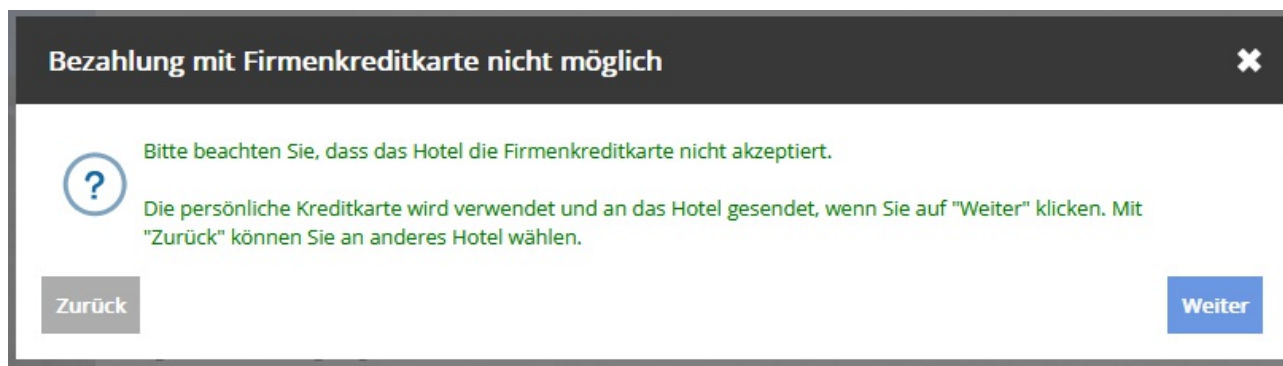 Bezahlung mit Firmenkreditkarte nicht möglich
Bitte beachten Sie, dass das Hotel die Firmenkreditkarte nicht akzeptiert.
Die persönliche Kreditkarte wird verwendet und an das Hotel gesendet, wenn Sie auf "Weiter" klicken. Mit
"Zurück" können Sie an anderes Hotel wählen.
Zurück
Weiter